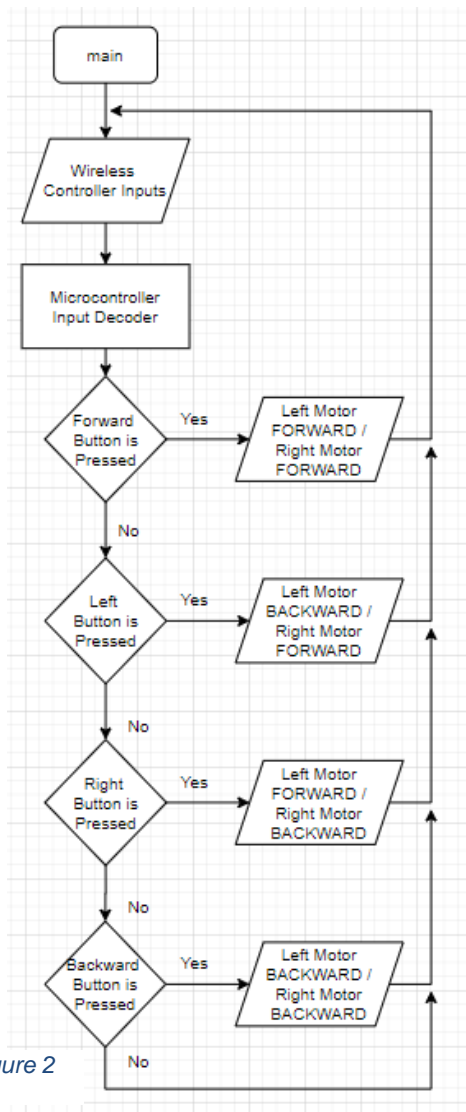 main
Wireless
Controller Inputs
Microcontroller
Input Decoder
Forward
Button is
Pressed
Yes
Left Motor
FORWARD /
Right Motor
FORWARD
No
Left
Button is
Pressed
Yes
Left Motor
BACKWARD /
Right Motor
FORWARD
No
Right
Button is
Pressed
Yes
Left Motor
FORWARD /
Right Motor
BACKWARD
No
Backward
Button is
Pressed
Yes
Left Motor
BACKWARD /
Right Motor
BACKWARD
No
gure 2